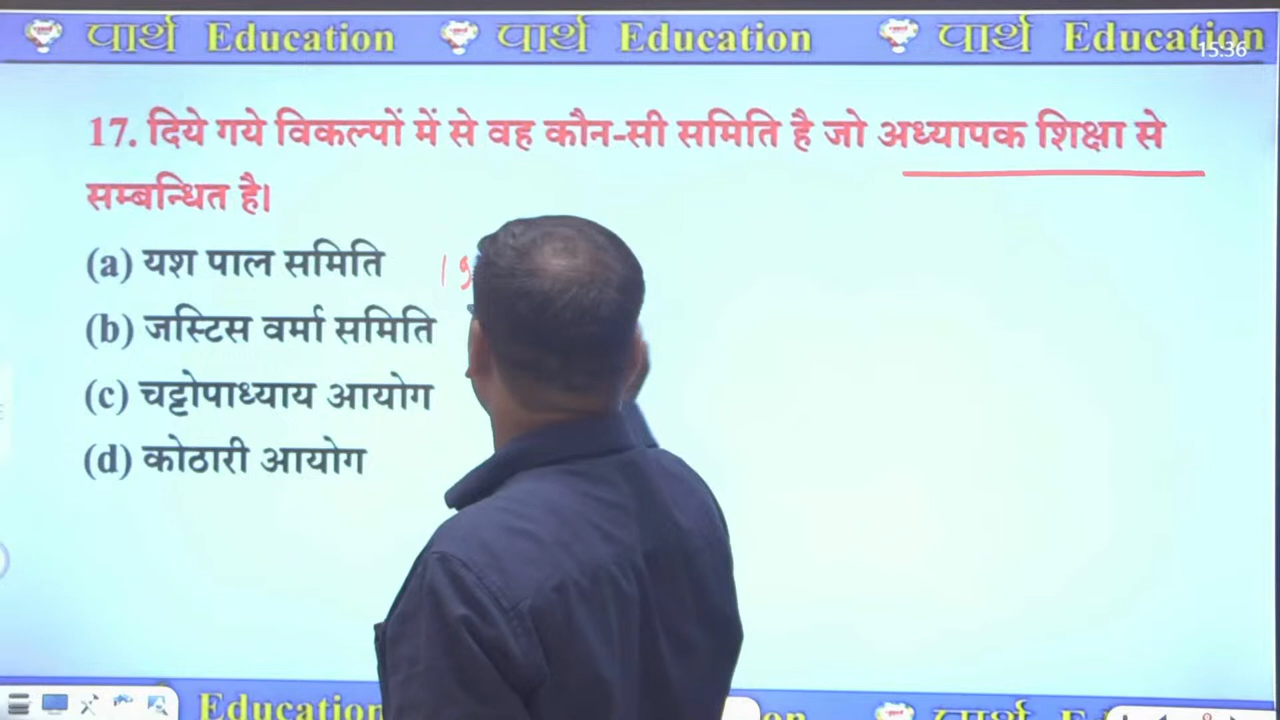 पार्थ Education पार्थ Education पार्थ Education
15:36
17. दिये गये विकल्पों में से वह कौन-सी समिति है जो अध्यापक शिक्षा से
सम्बन्धित है।
(a) यश पाल समिति 19
(b) जस्टिस वर्मा समिति
(c) चट्टोपाध्याय आयोग
(d) कोठारी आयोग
Education